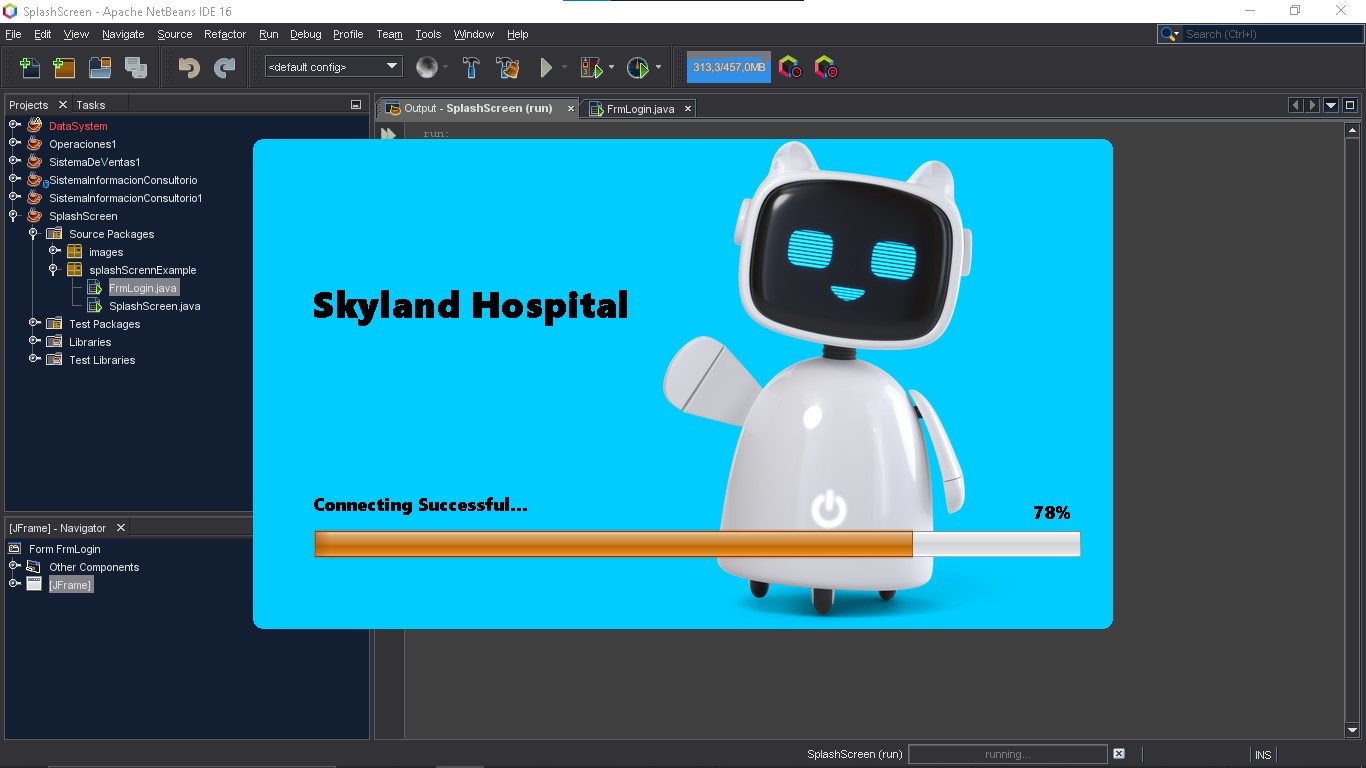 SplashScreen - Apache NetBeans IDE 16
File Edit View Navigate Source Refactor Run Debug Profile Team Tools Window Help
Search (Ctrl+I)
<default config>
313,3/457,0MB
Projects Tasks
DataSystem
Operaciones1
SistemaDeVentas1
SistemaInformacionConsultorio
SistemaInformacionConsultorio1
SplashScreen
Source Packages
images
splashScrennExample
FrmLogin.java
SplashScreen.java
Test Packages
Libraries
Test Libraries
Output - SplashScreen (run) FrmLogin.java
run:
Skyland Hospital
Connecting Successful...
78%
[JFrame] - Navigator
Form FrmLogin
Other Components
[JFrame]
SplashScreen (run) running... INS